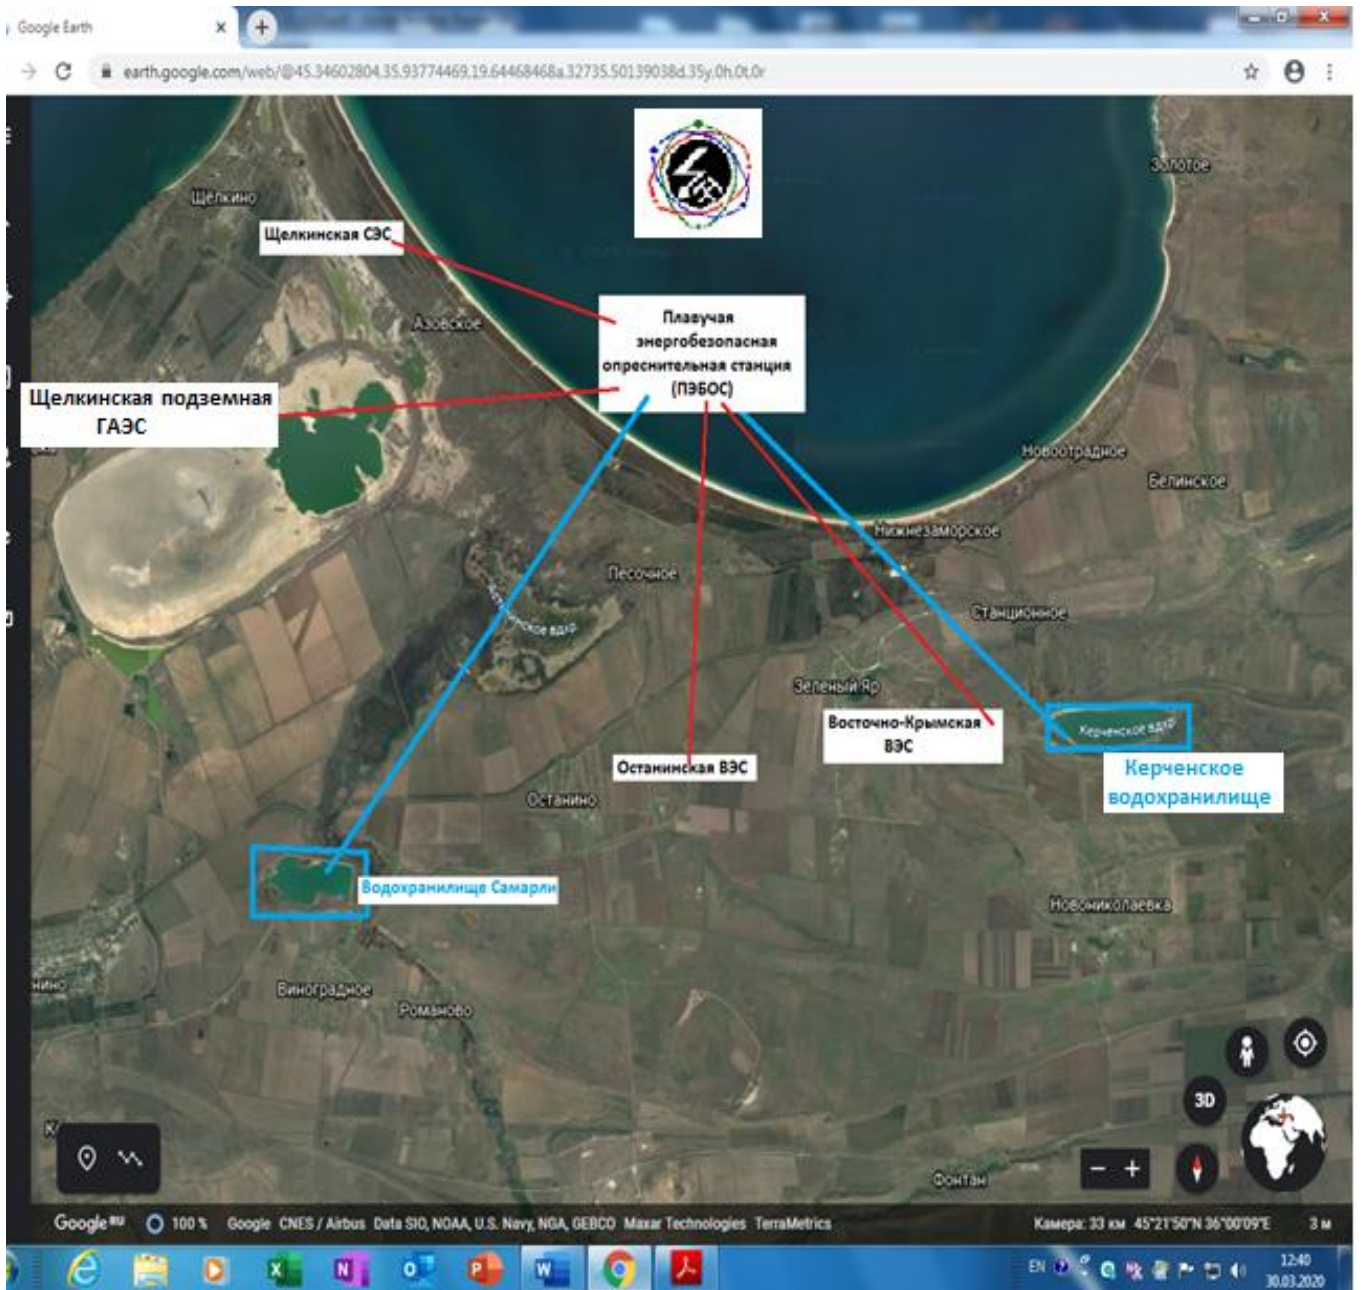 Google Earth
earth.google.com/web/@45.34602804,35.93774469,19.64468468a,32735.50139038d,35y,0h,0t,0r
Золотое
Щёлкино
Щелкинская СЭС
Азовское
Плавучая
энергобезопасная
опреснительная станция
(ПЭБОС)
Щелкинская подземная
ГАЭС
Новоотрадное
Белинское
Нижнезаморское
Песочное
вдхр.
Станционное
Зеленый Яр
Восточно-Крымская
ВЭС
Керченское вдхр.
Останинская ВЭС
Керченское
водохранилище
Останино
Водохранилище Самарли
Новониколаевка
нино
Виноградное
Романово
3D
Фонтан
Google RU 100 % Google CNES / Airbus Data SIO, NOAA, U.S. Navy, NGA, GEBCO Maxar Technologies TerraMetrics Камера: 33 км 45°21'50"N 36°00'09"E 3 м
EN 12:40
30.03.2020